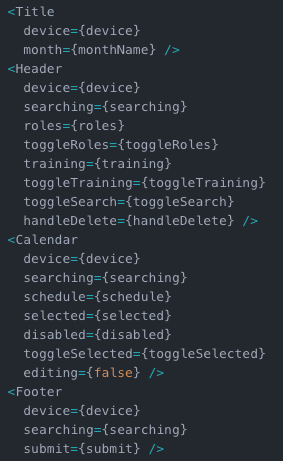 <Title
  device={device}
  month={monthName} />
<Header
  device={device}
  searching={searching}
  roles={roles}
  toggleRoles={toggleRoles}
  training={training}
  toggleTraining={toggleTraining}
  toggleSearch={toggleSearch}
  handleDelete={handleDelete} />
<Calendar
  device={device}
  searching={searching}
  schedule={schedule}
  selected={selected}
  disabled={disabled}
  toggleSelected={toggleSelected}
  editing={false} />
<Footer
  device={device}
  searching={searching}
  submit={submit} />